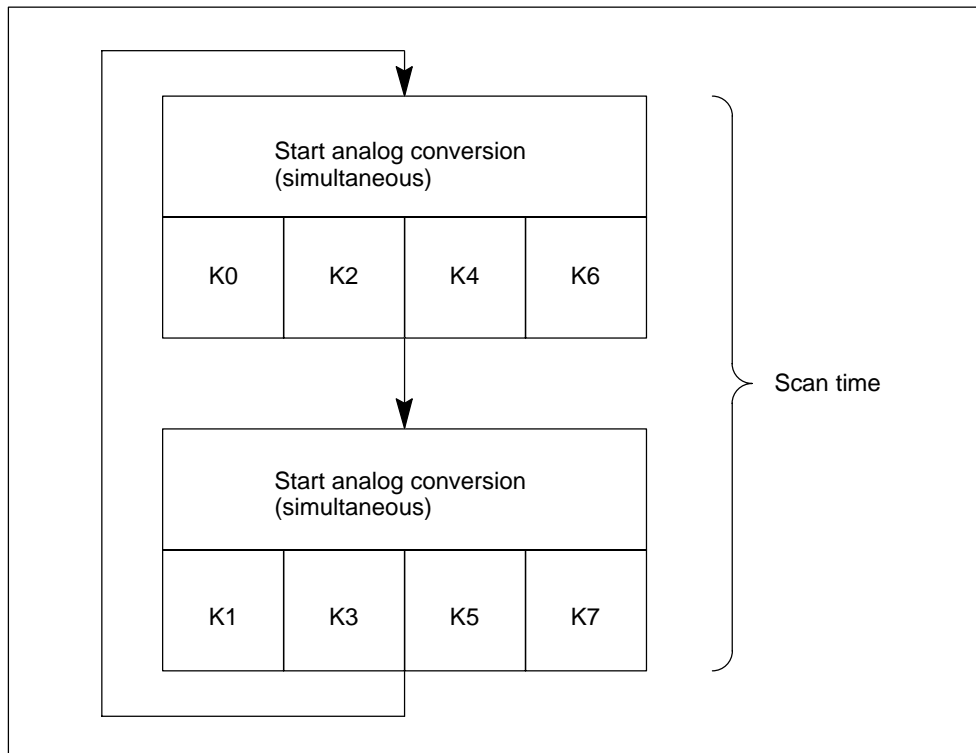 Start analog conversion
(simultaneous)
K0 K2 K4 K6
Scan time
Start analog conversion
(simultaneous)
K1 K3 K5 K7